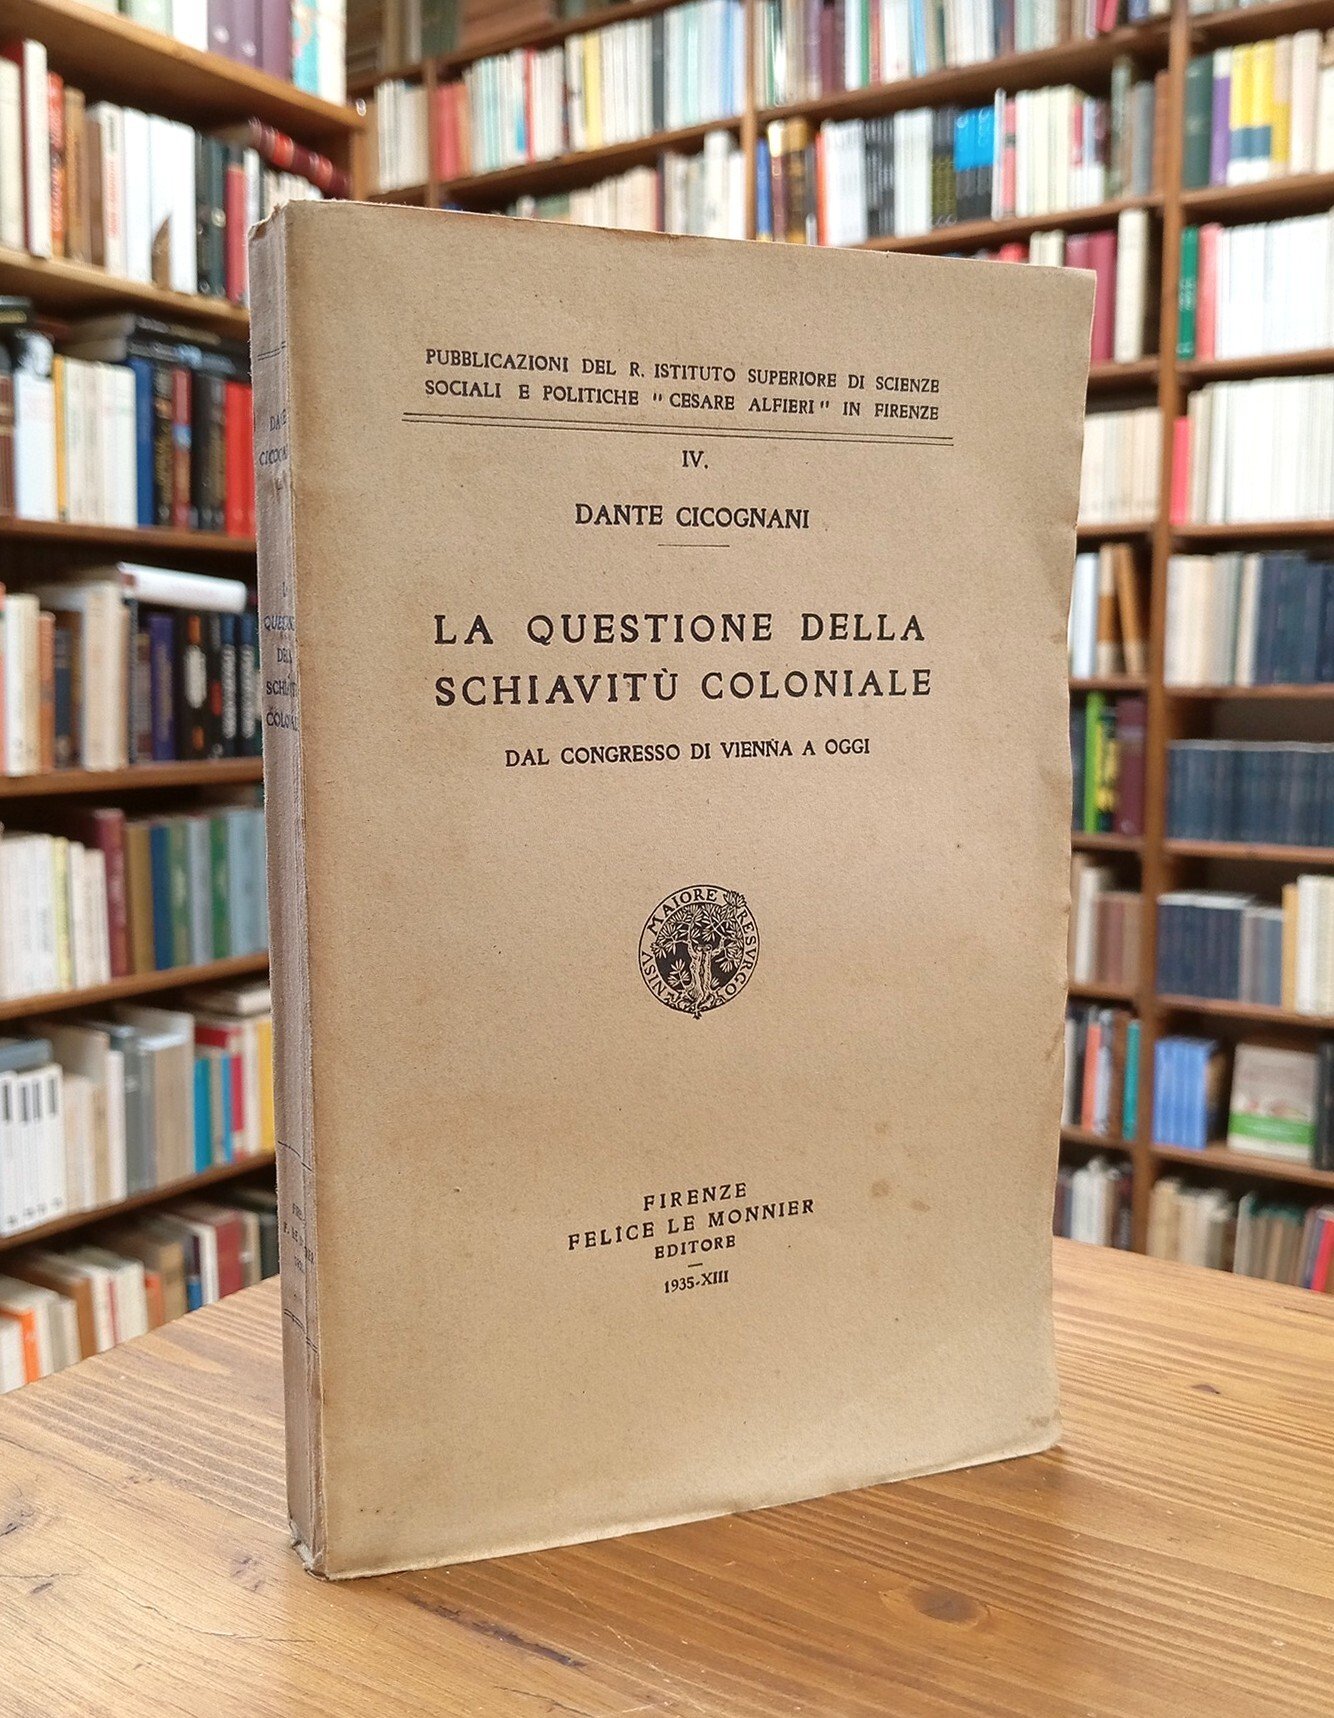 PUBBLICAZIONI DEL R. ISTITUTO SUPERIORE DI SCIENZE
SOCIALI E POLITICHE "CESARE ALFIERI" IN FIRENZE
IV.
DANTE CICOGNANI
LA QUESTIONE DELLA
SCHIAVITÙ COLONIALE
DAL CONGRESSO DI VIENNA A OGGI
NISV MAIORE RESVRGO
FIRENZE
FELICE LE MONNIER
EDITORE
1935-XIII